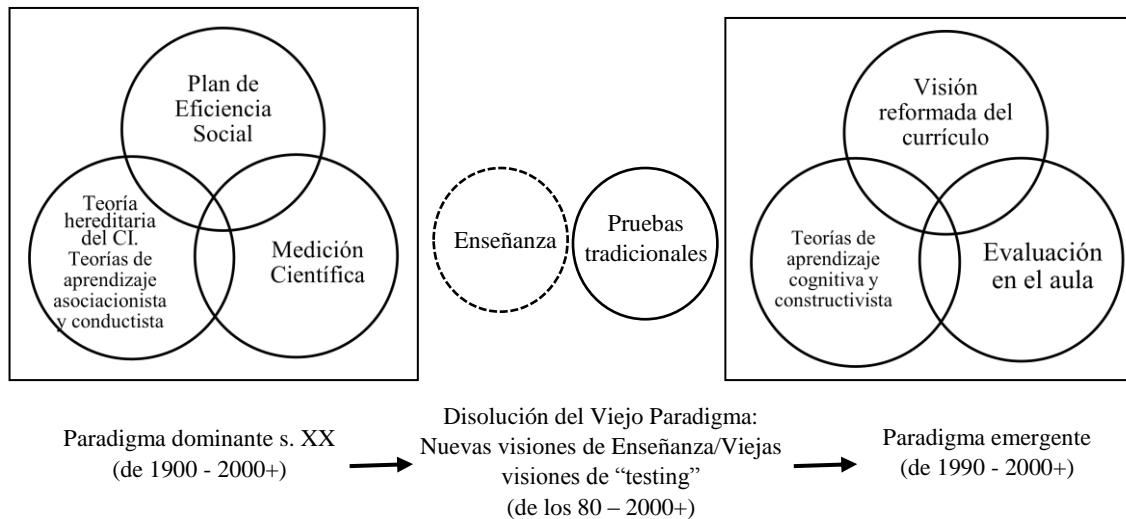 Plan de
Eficiencia
Social
Teoría
hereditaria
del CI.
Teorías de
aprendizaje
asociacionista
y conductista
Medición
Científica
Enseñanza
Pruebas
tradicionales
Visión
reformada del
currículo
Teorías de
aprendizaje
cognitiva y
constructivista
Evaluación
en el aula
Paradigma dominante s. XX
(de 1900 - 2000+)
Disolución del Viejo Paradigma:
Nuevas visiones de Enseñanza/Viejas
visiones de “testing”
(de los 80 – 2000+)
Paradigma emergente
(de 1990 - 2000+)